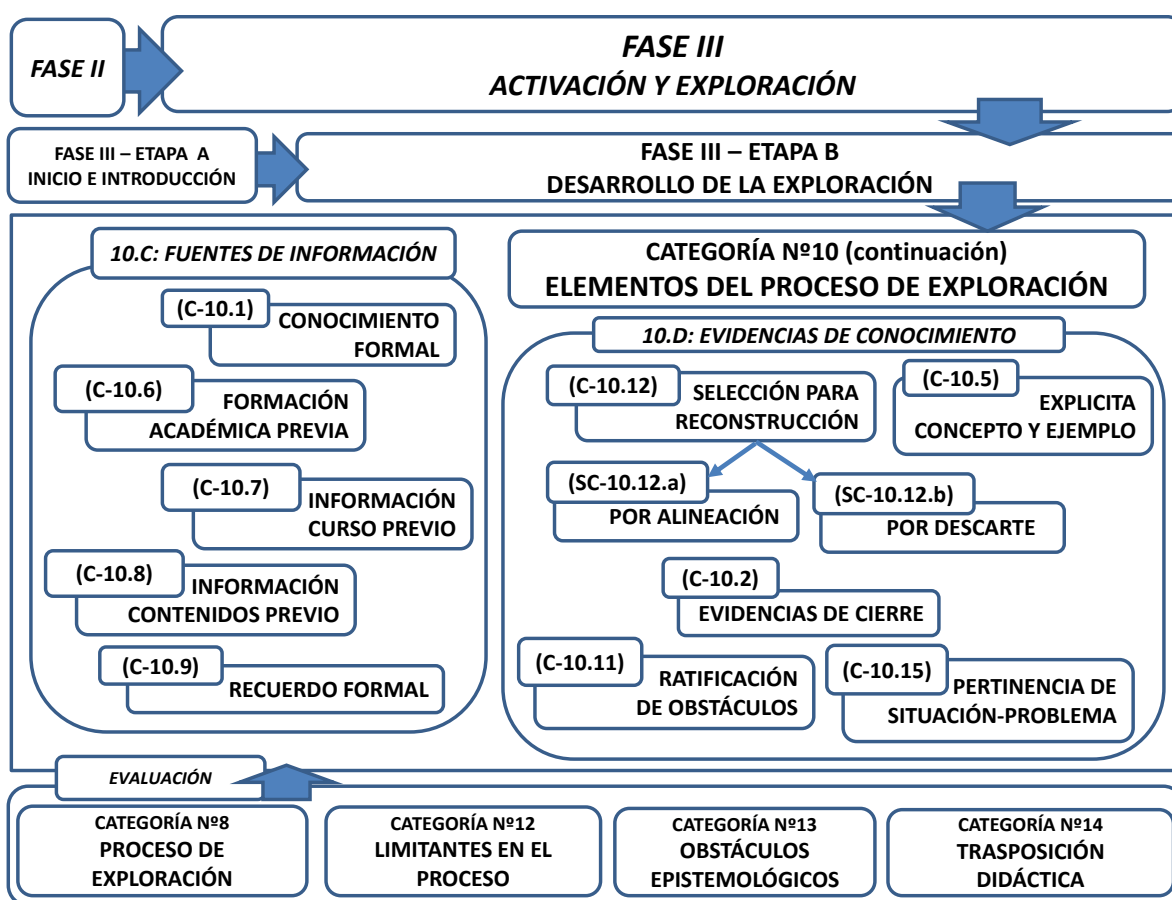 FASE II
FASE III
ACTIVACIÓN Y EXPLORACIÓN
FASE III – ETAPA A
INICIO E INTRODUCCIÓN
FASE III – ETAPA B
DESARROLLO DE LA EXPLORACIÓN
10.C: FUENTES DE INFORMACIÓN
(C-10.1)
CONOCIMIENTO
FORMAL
(C-10.6)
FORMACIÓN
ACADÉMICA PREVIA
(C-10.7)
INFORMACIÓN
CURSO PREVIO
(C-10.8)
INFORMACIÓN
CONTENIDOS PREVIO
(C-10.9)
RECUERDO FORMAL
CATEGORÍA Nº10 (continuación)
ELEMENTOS DEL PROCESO DE EXPLORACIÓN
10.D: EVIDENCIAS DE CONOCIMIENTO
(C-10.12)
SELECCIÓN PARA
RECONSTRUCCIÓN
(C-10.5)
EXPLICITA
CONCEPTO Y EJEMPLO
(SC-10.12.a)
POR ALINEACIÓN
(SC-10.12.b)
POR DESCARTE
(C-10.2)
EVIDENCIAS DE CIERRE
(C-10.11)
RATIFICACIÓN
DE OBSTÁCULOS
(C-10.15)
PERTINENCIA DE
SITUACIÓN-PROBLEMA
EVALUACIÓN
CATEGORÍA Nº8
PROCESO DE
EXPLORACIÓN
CATEGORÍA Nº12
LIMITANTES EN EL
PROCESO
CATEGORÍA Nº13
OBSTÁCULOS
EPISTEMOLÓGICOS
CATEGORÍA Nº14
TRASPOSICIÓN
DIDÁCTICA